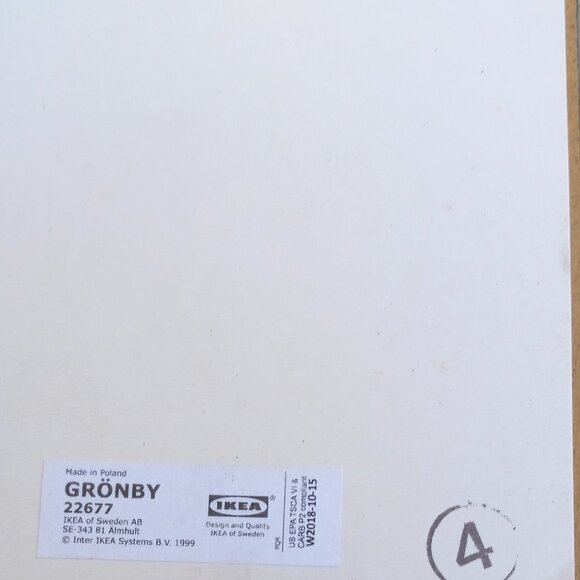 Made in Poland
GRÖNBY
22677
IKEA of Sweden AB
SE-343 81 Älmhult
© Inter IKEA Systems B.V. 1999
IKEA®
Design and Quality
IKEA of Sweden
PQR
US EPA TSCA VI &
CARB P2 compliant
W2018-10-15
4